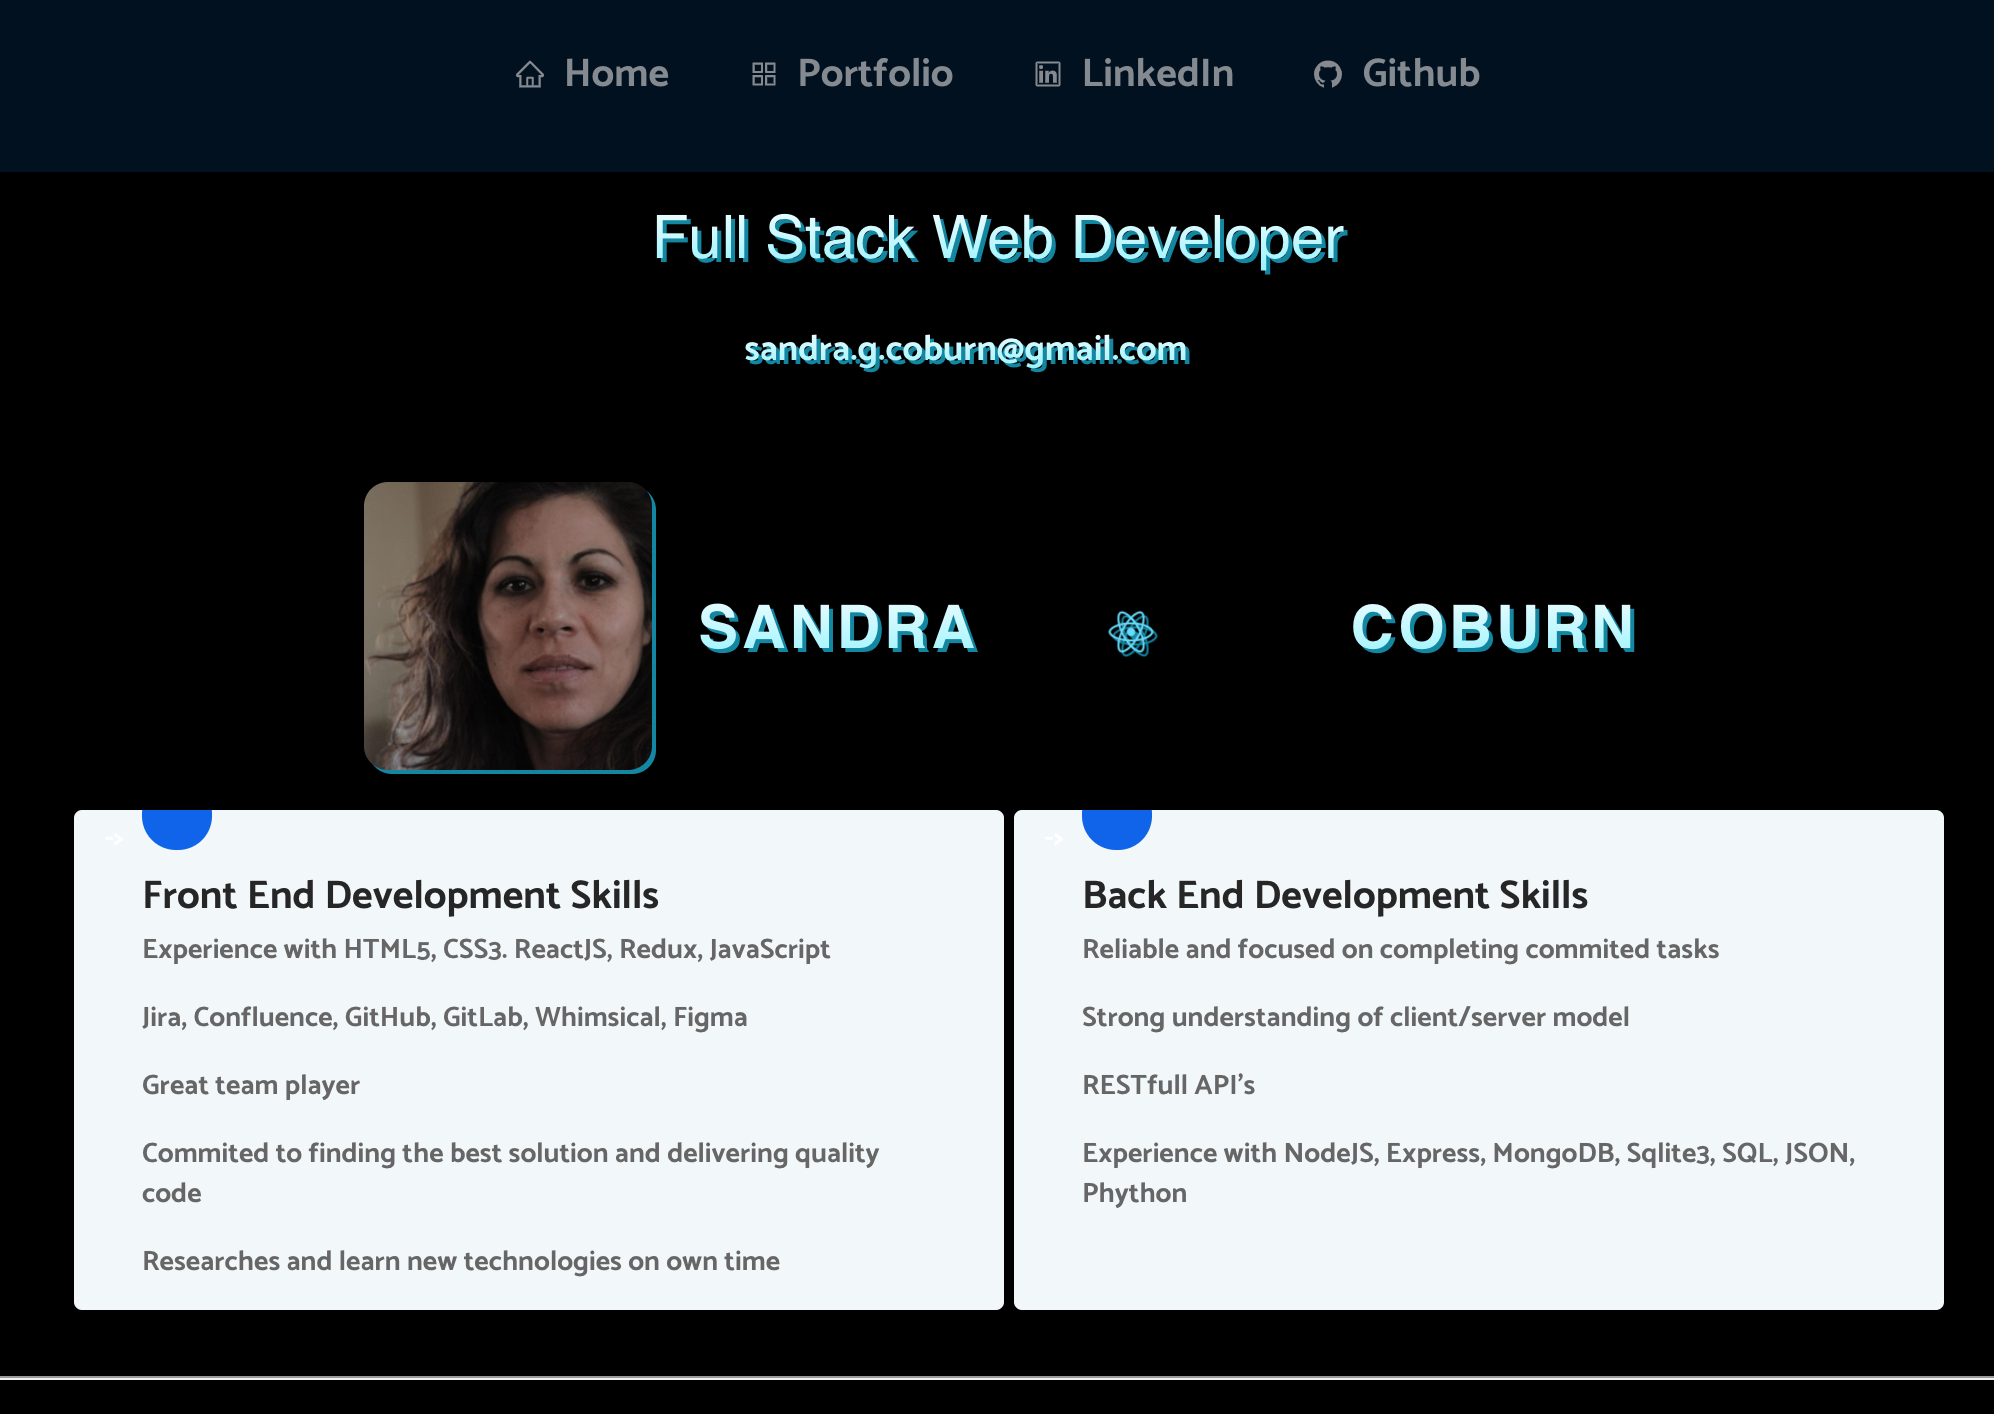 Home Portfolio LinkedIn Github
Full Stack Web Developer
sandra.g.coburn@gmail.com
SANDRA COBURN
->
Front End Development Skills
Experience with HTML5, CSS3. ReactJS, Redux, JavaScript
Jira, Confluence, GitHub, GitLab, Whimsical, Figma
Great team player
Commited to finding the best solution and delivering quality
code
Researches and learn new technologies on own time
->
Back End Development Skills
Reliable and focused on completing commited tasks
Strong understanding of client/server model
RESTfull API's
Experience with NodeJS, Express, MongoDB, Sqlite3, SQL, JSON,
Phython